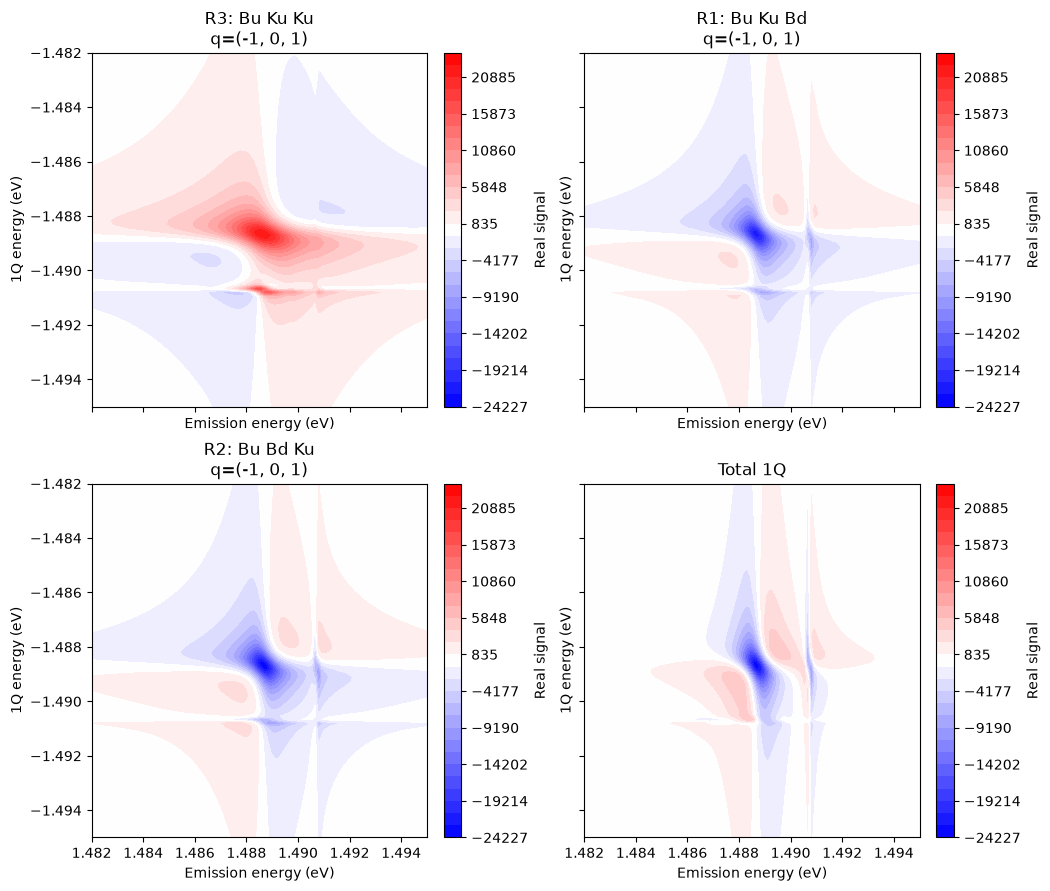 R3: Bu Ku Ku
q=(-1, 0, 1)
−1.482
−1.484
−1.486
−1.488
−1.490
−1.492
−1.494
1Q energy (eV)
Emission energy (eV)
20885
15873
10860
5848
835
−4177
−9190
−14202
−19214
−24227
Real signal
R1: Bu Ku Bd
q=(-1, 0, 1)
1Q energy (eV)
Emission energy (eV)
20885
15873
10860
5848
835
−4177
−9190
−14202
−19214
−24227
Real signal
R2: Bu Bd Ku
q=(-1, 0, 1)
−1.482
−1.484
−1.486
−1.488
−1.490
−1.492
−1.494
1Q energy (eV)
1.482 1.484 1.486 1.488 1.490 1.492 1.494
Emission energy (eV)
20885
15873
10860
5848
835
−4177
−9190
−14202
−19214
−24227
Real signal
Total 1Q
1Q energy (eV)
1.482 1.484 1.486 1.488 1.490 1.492 1.494
Emission energy (eV)
20885
15873
10860
5848
835
−4177
−9190
−14202
−19214
−24227
Real signal